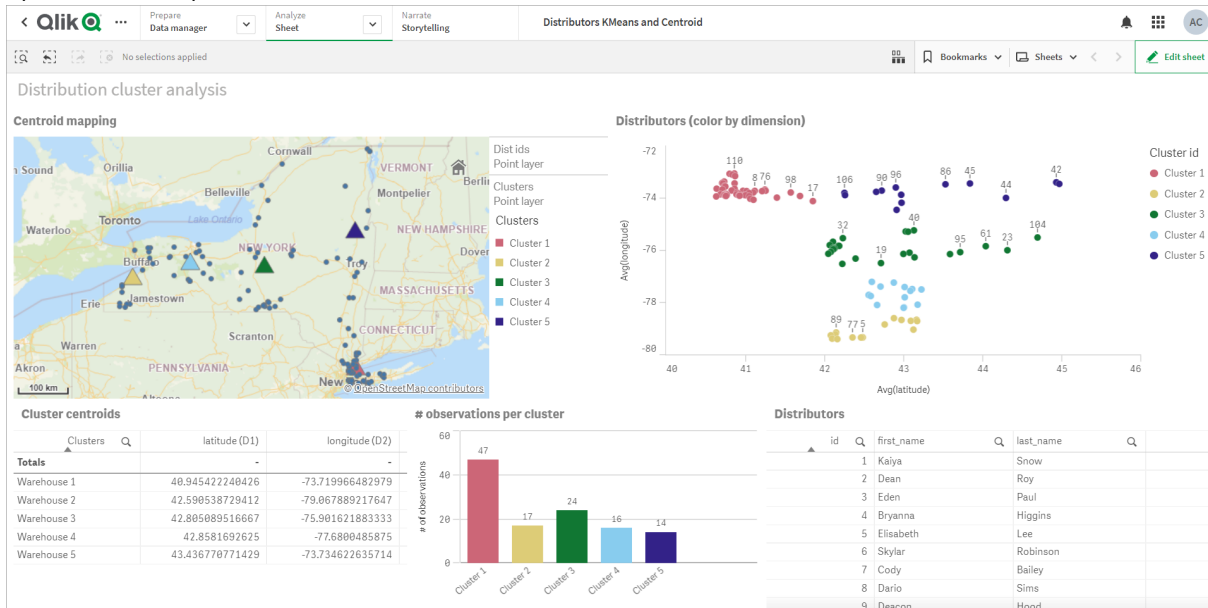 Qlik
Prepare
Data manager
Analyze
Sheet
Narrate
Storytelling
Distributors KMeans and Centroid
AC
No selections applied
Bookmarks
Sheets
Edit sheet
Distribution cluster analysis
Centroid mapping
n Sound
Orillia
Cornwall
VERMONT
Berlin
Belleville
Montpelier
Toronto
Lake Ontario
Waterloo
NEW HAMPSHIRE
NEW YORK
Dover
Buffalo
Troy
MASSACHUSETTS
Erie
Jamestown
CONNECTICUT
Warren
Scranton
Akron
PENNSYLVANIA
New
100 km
© OpenStreetMap contributors
Altoona
Dist ids
Point layer
Clusters
Point layer
Clusters
Cluster 1
Cluster 2
Cluster 3
Cluster 4
Cluster 5
Distributors (color by dimension)
-72
-74
-76
-78
-80
Avg(longitude)
110
8 76
98
17
106
90 96
86
45
44
42
32
19
40
95
61
23
104
89
77 5
40 41 42 43 44 45 46
Avg(latitude)
Cluster id
Cluster 1
Cluster 2
Cluster 3
Cluster 4
Cluster 5
Cluster centroids
Clusters latitude (D1) longitude (D2)
Totals - -
Warehouse 1 40.945422240426 -73.719966482979
Warehouse 2 42.590538729412 -79.067889217647
Warehouse 3 42.805089516667 -75.901621883333
Warehouse 4 42.8581692625 -77.6800485875
Warehouse 5 43.436770771429 -73.734622635714
# observations per cluster
60
40
20
0
# of observations
47
17
24
16
14
Cluster 1
Cluster 2
Cluster 3
Cluster 4
Cluster 5
Distributors
id first_name last_name
1 Kaiya Snow
2 Dean Roy
3 Eden Paul
4 Bryanna Higgins
5 Elisabeth Lee
6 Skylar Robinson
7 Cody Bailey
8 Dario Sims
9 Deacon Hood